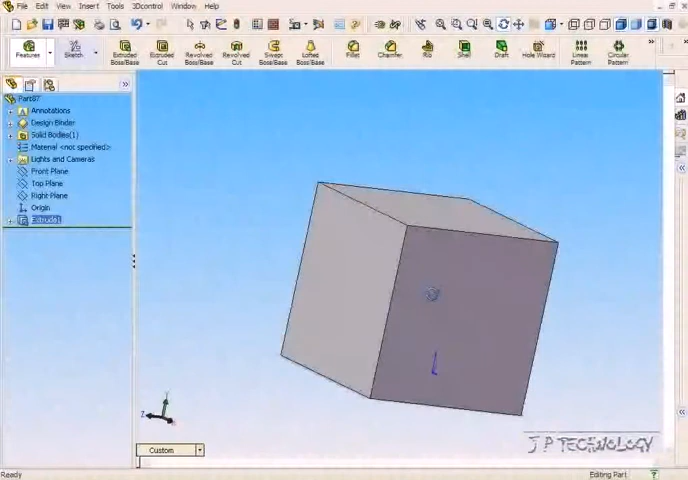 File Edit View Insert Tools 3Dcontrol Window Help
Features Sketch Extruded Boss/Base Extruded Cut Revolved Boss/Base Revolved Cut Swept Boss/Base Lofted Boss/Base Fillet Chamfer Rib Shell Draft Hole Wizard Linear Pattern Circular Pattern
Part87
Annotations
Design Binder
Solid Bodies(1)
Material <not specified>
Lights and Cameras
Front Plane
Top Plane
Right Plane
Origin
Extrude1
Y
Z
Custom
J P TECHNOLOGY
Ready Editing Part